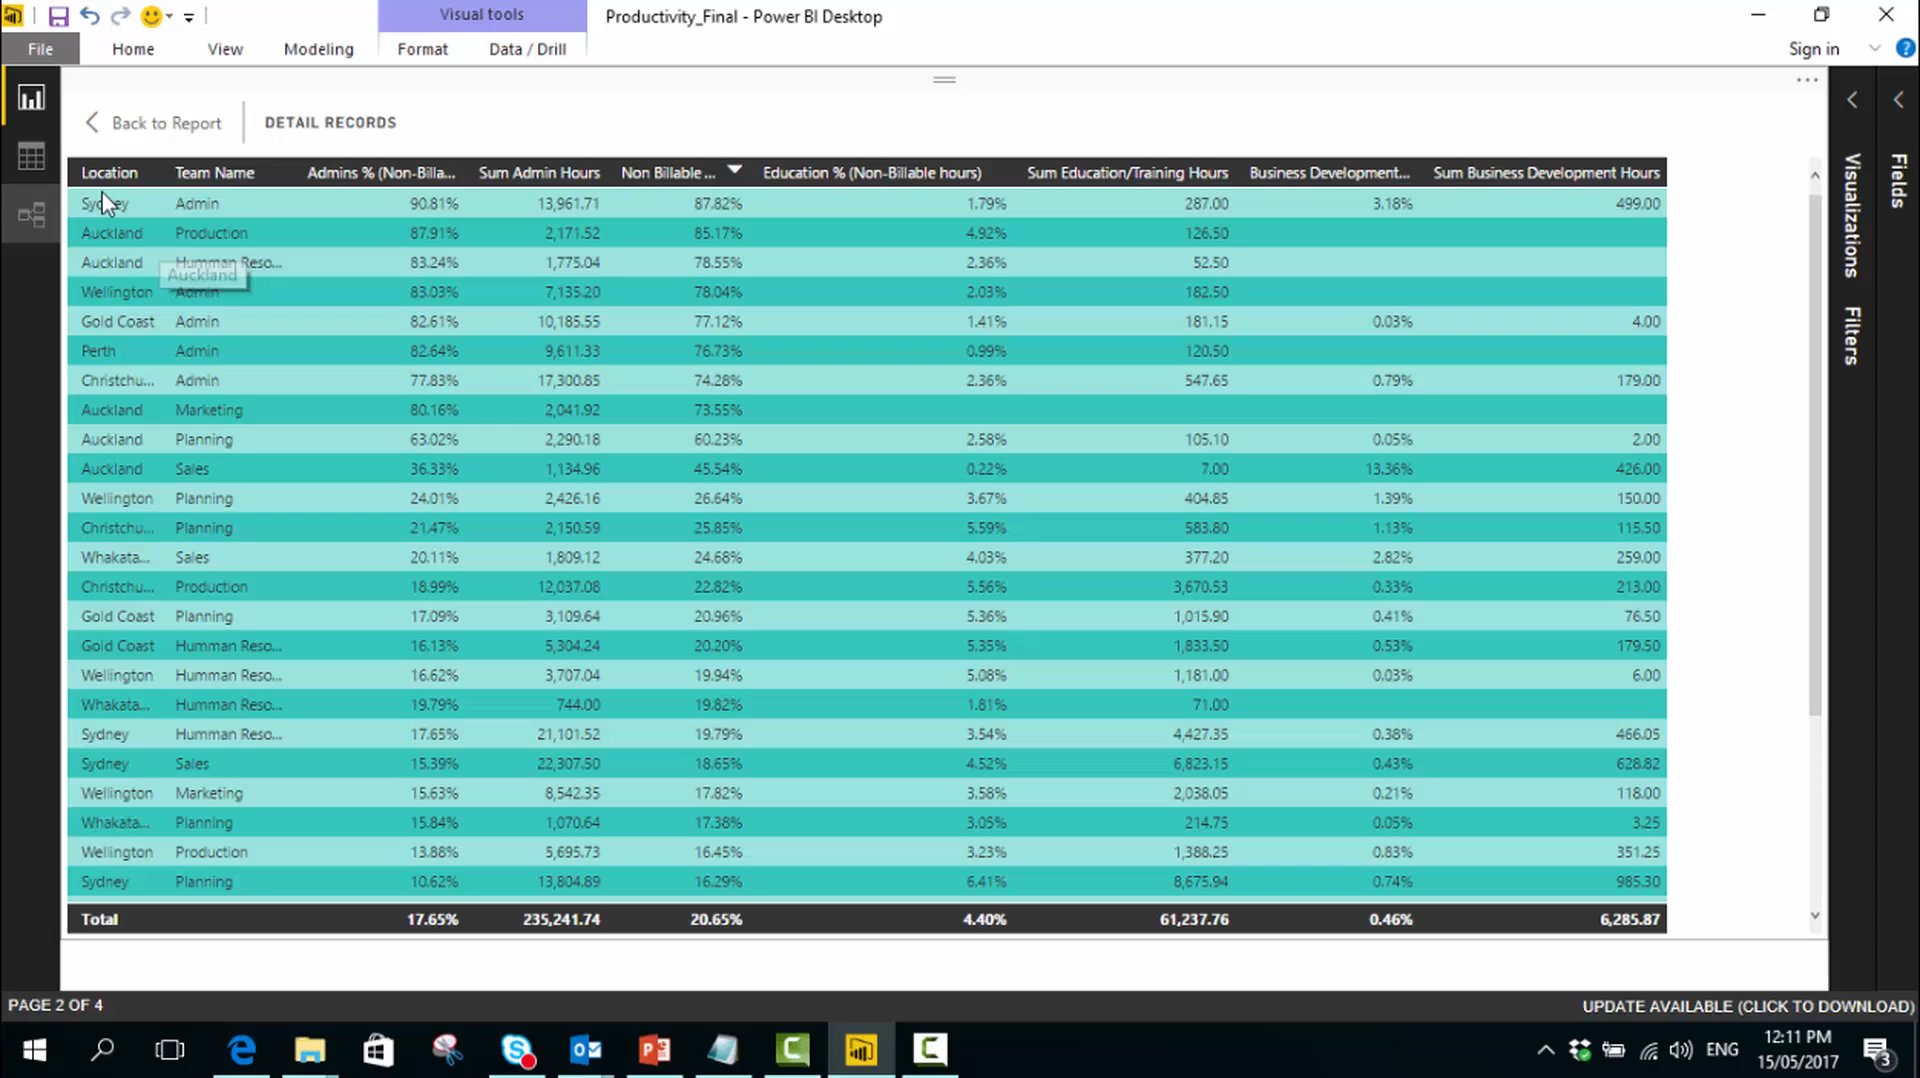 Visual tools
Productivity_Final - Power BI Desktop
File Home View Modeling Format Data / Drill Sign in
Back to Report DETAIL RECORDS
Location Team Name Admins % (Non-Billa... Sum Admin Hours Non Billable ... Education % (Non-Billable hours) Sum Education/Training Hours Business Development... Sum Business Development Hours
Sydney Admin 90.81% 13,961.71 87.82% 1.79% 287.00 3.18% 499.00
Auckland Production 87.91% 2,171.52 85.17% 4.92% 126.50
Auckland Humman Reso... 83.24% 1,775.04 78.55% 2.36% 52.50
Auckland
Wellington Admin 83.03% 7,135.20 78.04% 2.03% 182.50
Gold Coast Admin 82.61% 10,185.55 77.12% 1.41% 181.15 0.03% 4.00
Perth Admin 82.64% 9,611.33 76.73% 0.99% 120.50
Christchu... Admin 77.83% 17,300.85 74.28% 2.36% 547.65 0.79% 179.00
Auckland Marketing 80.16% 2,041.92 73.55%
Auckland Planning 63.02% 2,290.18 60.23% 2.58% 105.10 0.05% 2.00
Auckland Sales 36.33% 1,134.96 45.54% 0.22% 7.00 13.36% 426.00
Wellington Planning 24.01% 2,426.16 26.64% 3.67% 404.85 1.39% 150.00
Christchu... Planning 21.47% 2,150.59 25.85% 5.59% 583.80 1.13% 115.50
Whakata... Sales 20.11% 1,809.12 24.68% 4.03% 377.20 2.82% 259.00
Christchu... Production 18.99% 12,037.08 22.82% 5.56% 3,670.53 0.33% 213.00
Gold Coast Planning 17.09% 3,109.64 20.96% 5.36% 1,015.90 0.41% 76.50
Gold Coast Humman Reso... 16.13% 5,304.24 20.20% 5.35% 1,833.50 0.53% 179.50
Wellington Humman Reso... 16.62% 3,707.04 19.94% 5.08% 1,181.00 0.03% 6.00
Whakata... Humman Reso... 19.79% 744.00 19.82% 1.81% 71.00
Sydney Humman Reso... 17.65% 21,101.52 19.79% 3.54% 4,427.35 0.38% 466.05
Sydney Sales 15.39% 22,307.50 18.65% 4.52% 6,823.15 0.43% 628.82
Wellington Marketing 15.63% 8,542.35 17.82% 3.58% 2,038.05 0.21% 118.00
Whakata... Planning 15.84% 1,070.64 17.38% 3.05% 214.75 0.05% 3.25
Wellington Production 13.88% 5,695.73 16.45% 3.23% 1,388.25 0.83% 351.25
Sydney Planning 10.62% 13,804.89 16.29% 6.41% 8,675.94 0.74% 985.30
Total 17.65% 235,241.74 20.65% 4.40% 61,237.76 0.46% 6,285.87
Visualizations
Filters
Fields
PAGE 2 OF 4
UPDATE AVAILABLE (CLICK TO DOWNLOAD)
ENG
12:11 PM
15/05/2017
3